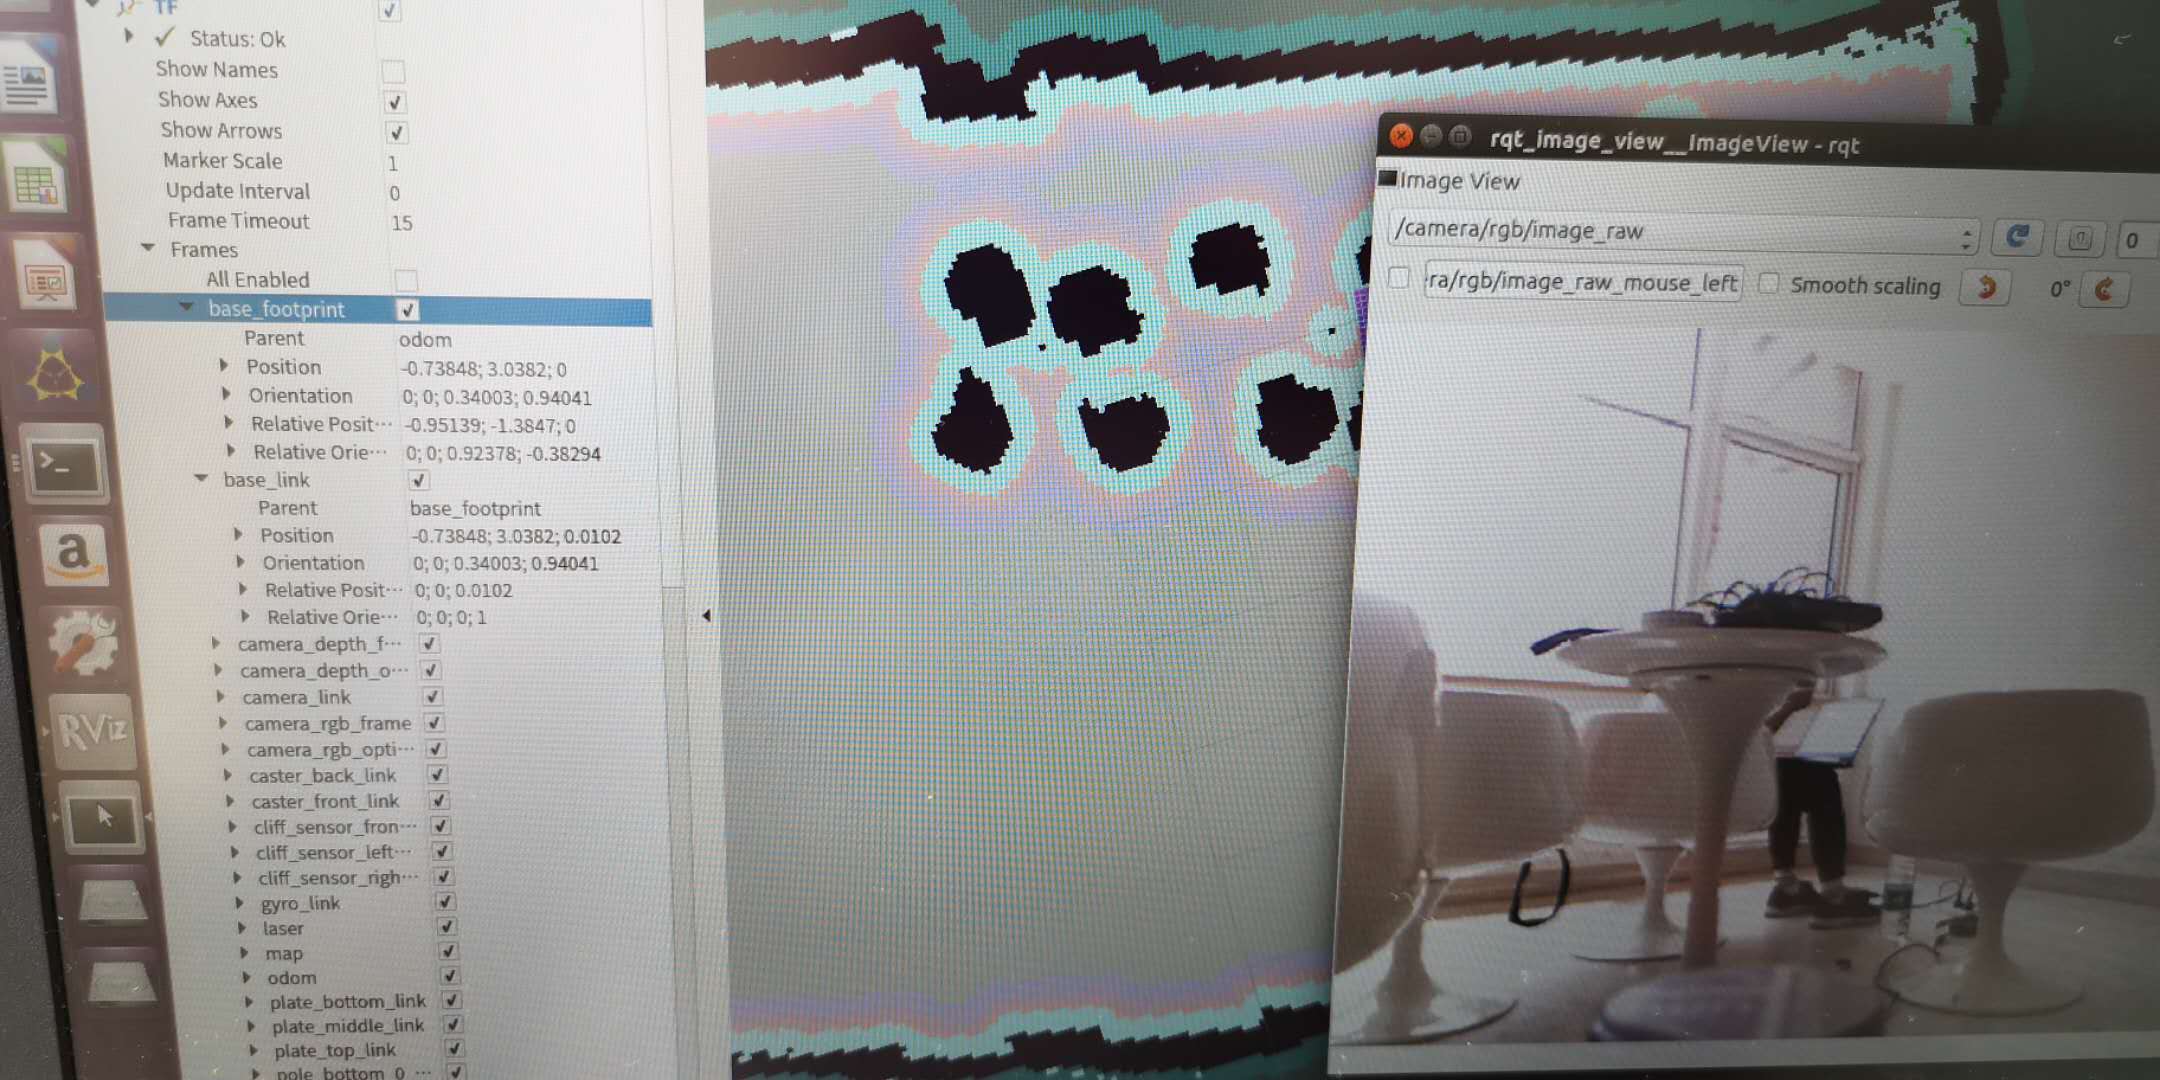 TF
Status: Ok
Show Names
Show Axes
Show Arrows
Marker Scale 1
Update Interval 0
Frame Timeout 15
Frames
All Enabled
base_footprint
Parent odom
Position -0.73848; 3.0382; 0
Orientation 0; 0; 0.34003; 0.94041
Relative Posit... -0.95139; -1.3847; 0
Relative Orie... 0; 0; 0.92378; -0.38294
base_link
Parent base_footprint
Position -0.73848; 3.0382; 0.0102
Orientation 0; 0; 0.34003; 0.94041
Relative Posit... 0; 0; 0.0102
Relative Orie... 0; 0; 0; 1
camera_depth_f...
camera_depth_o...
camera_link
camera_rgb_frame
camera_rgb_opti...
caster_back_link
caster_front_link
cliff_sensor_fron...
cliff_sensor_left...
cliff_sensor_righ...
gyro_link
laser
map
odom
plate_bottom_link
plate_middle_link
plate_top_link
pole_bottom_0_...
a
RViz
rqt_image_view__ImageView - rqt
Image View
/camera/rgb/image_raw
0
ra/rgb/image_raw_mouse_left
Smooth scaling
0°